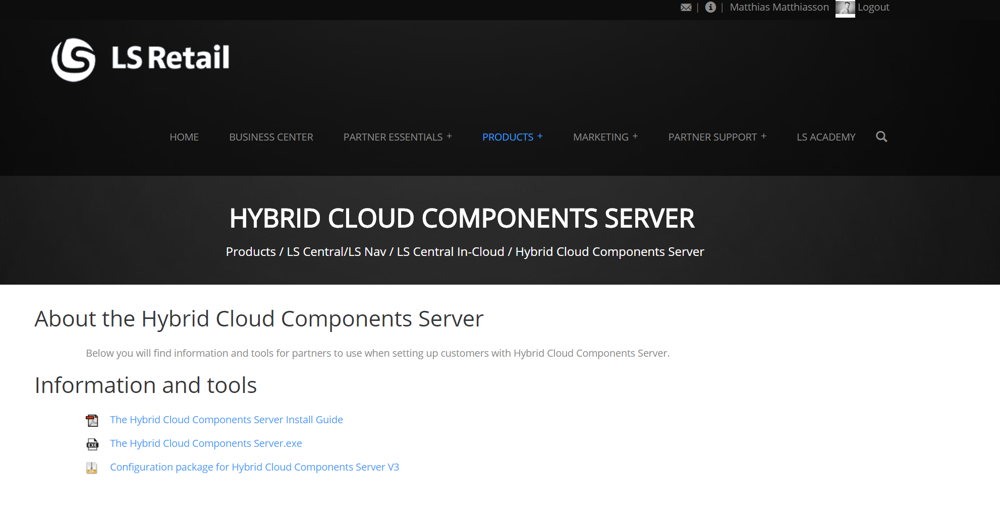 Matthias Matthiasson Logout
LS Retail
HOME BUSINESS CENTER PARTNER ESSENTIALS + PRODUCTS + MARKETING + PARTNER SUPPORT + LS ACADEMY
HYBRID CLOUD COMPONENTS SERVER
Products / LS Central/LS Nav / LS Central In-Cloud / Hybrid Cloud Components Server
About the Hybrid Cloud Components Server
Below you will find information and tools for partners to use when setting up customers with Hybrid Cloud Components Server.
Information and tools
The Hybrid Cloud Components Server Install Guide
EXE The Hybrid Cloud Components Server.exe
Configuration package for Hybrid Cloud Components Server V3